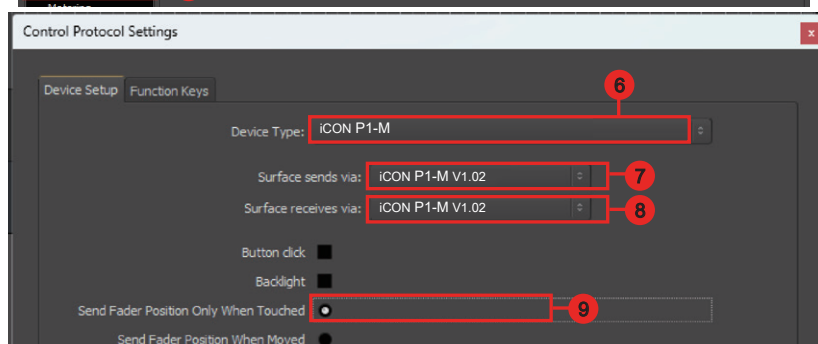 Metering
Control Protocol Settings
x
Device Setup Function Keys
6
Device Type: iCON P1-M
Surface sends via: iCON P1-M V1.02 7
Surface receives via: iCON P1-M V1.02 8
Button click
Backlight
Send Fader Position Only When Touched 9
Send Fader Position When Moved